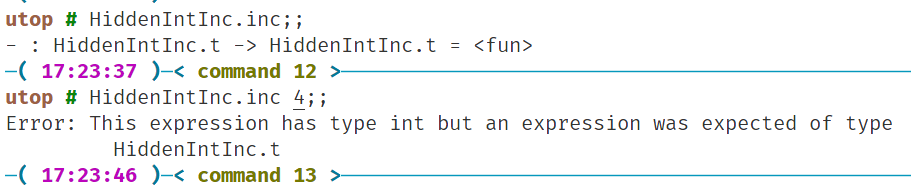 utop # HiddenIntInc.inc;;
- : HiddenIntInc.t -> HiddenIntInc.t = <fun>
─( 17:23:37 )─< command 12 >─
utop # HiddenIntInc.inc 4;;
Error: This expression has type int but an expression was expected of type
HiddenIntInc.t
─( 17:23:46 )─< command 13 >─